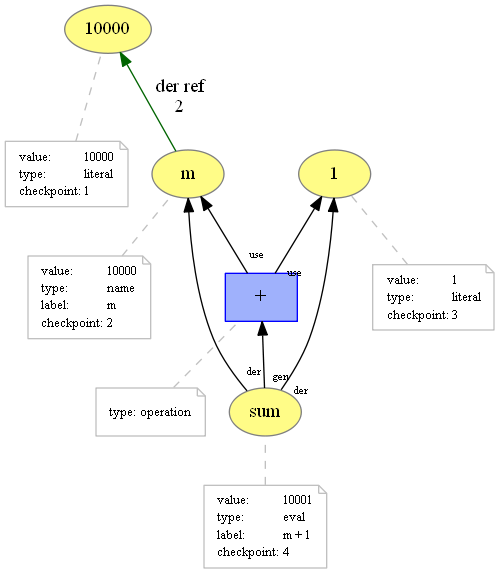 10000
der ref
2
value: 10000
type: literal
checkpoint: 1
m
1
value: 10000
type: name
label: m
checkpoint: 2
use
use
value: 1
type: literal
checkpoint: 3
+
der
gen
der
type: operation
sum
value: 10001
type: eval
label: m + 1
checkpoint: 4